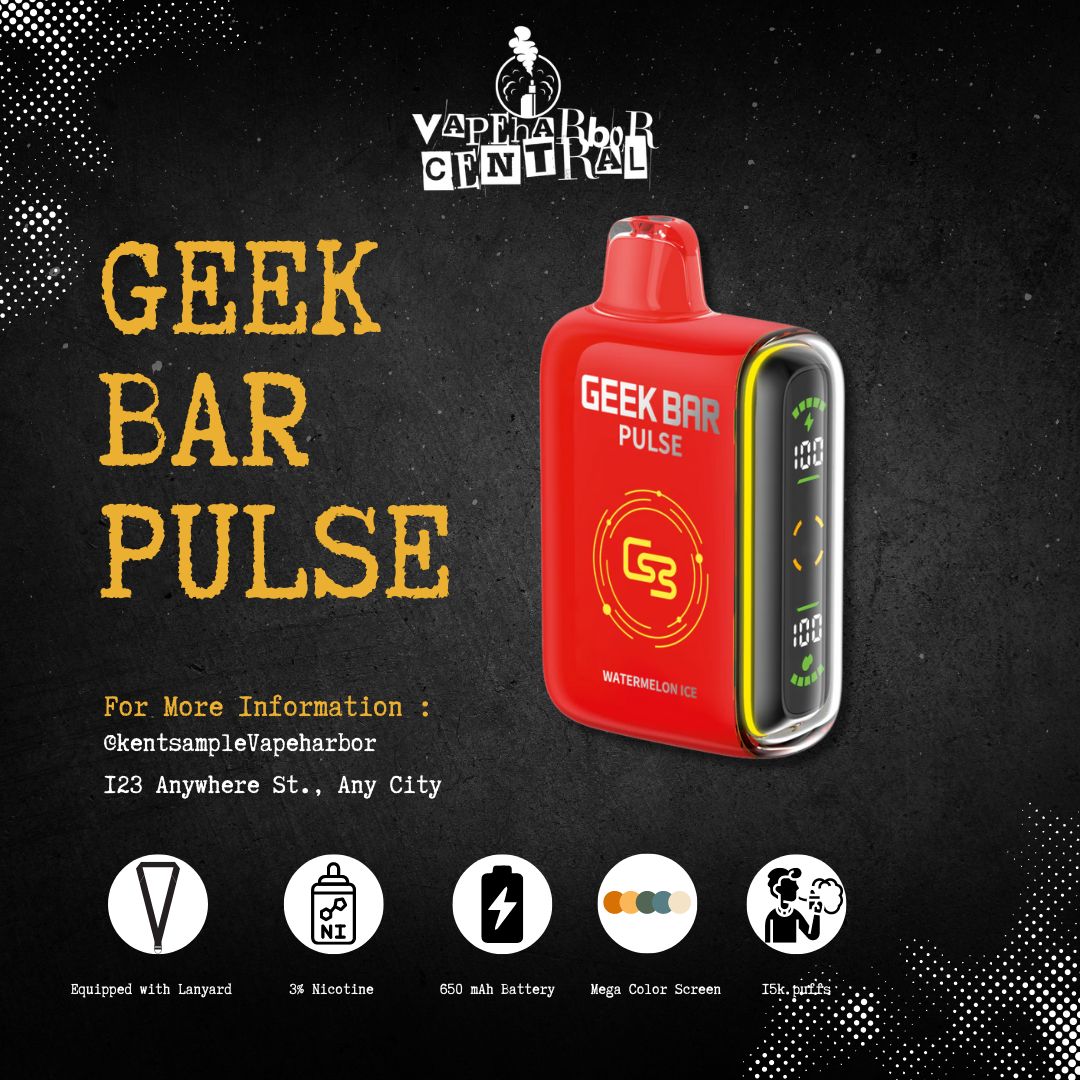 VAPEHARbOR
CENTRAL
GEEK
BAR
PULSE
GEEK BAR
PULSE
GSB
WATERMELON ICE
100
100
For More Information :
@kentsampleVapeharbor
I23 Anywhere St., Any City
NI
Equipped with Lanyard
3% Nicotine
650 mAh Battery
Mega Color Screen
I5k.puffs